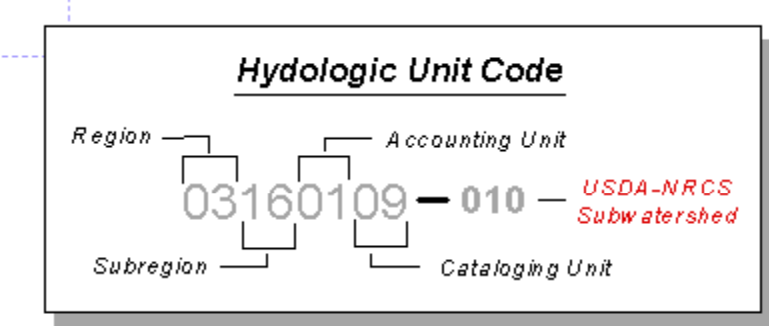 Hydologic Unit Code
Region
Accounting Unit
03160109 – 010
USDA-NRCS
Subwatershed
Subregion
Cataloging Unit